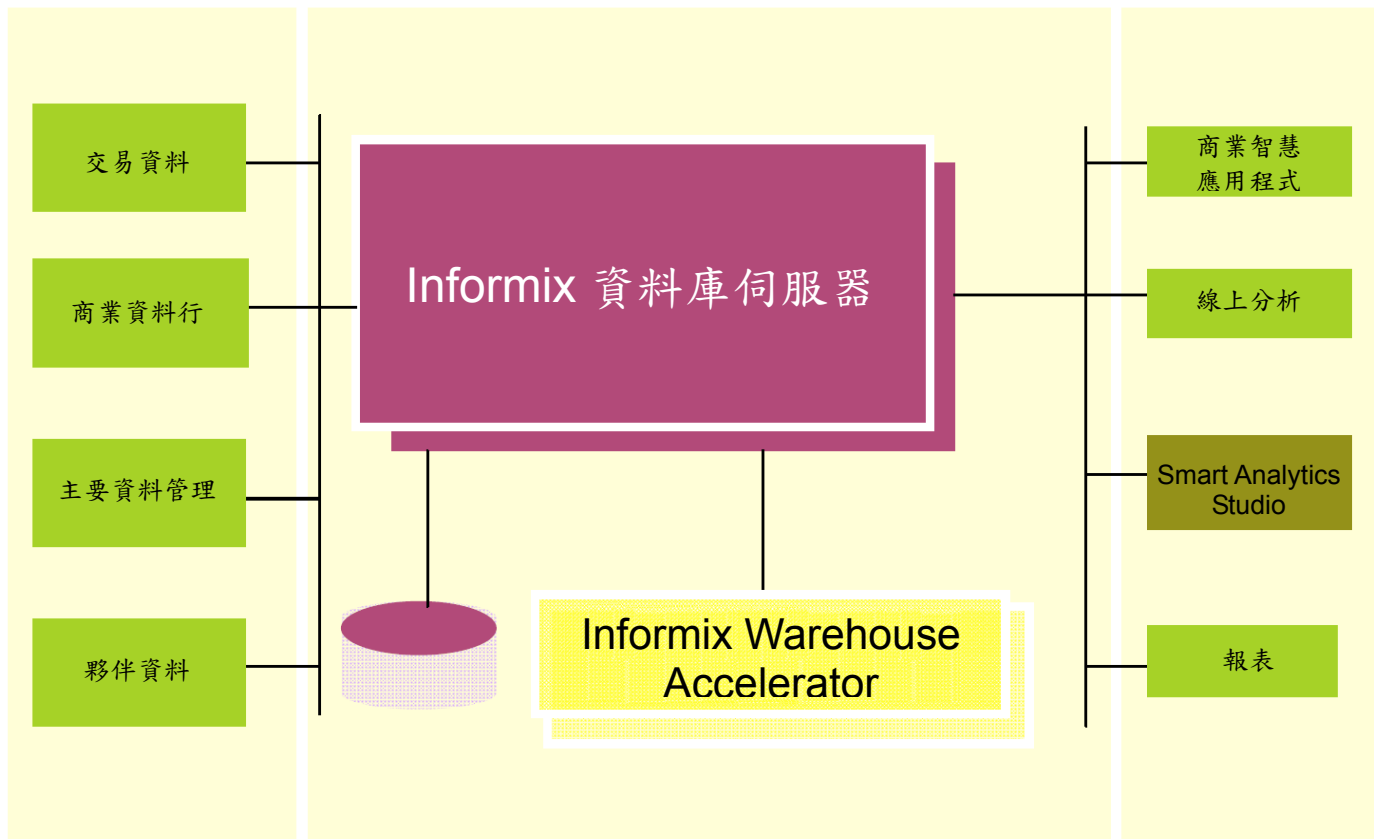 交易資料
商業資料行
主要資料管理
夥伴資料
Informix 資料庫伺服器
Informix Warehouse
Accelerator
商業智慧
應用程式
線上分析
Smart Analytics
Studio
報表